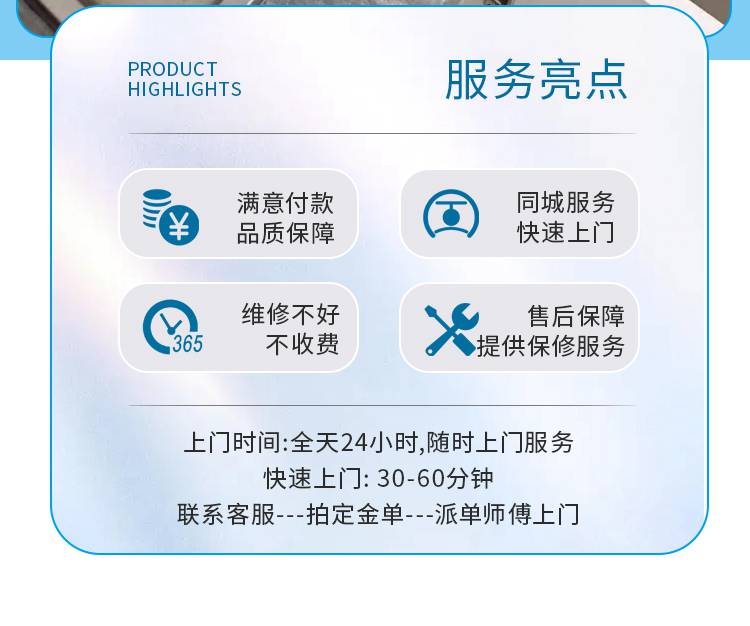 PRODUCT
HIGHLIGHTS
服务亮点
满意付款
品质保障
同城服务
快速上门
365
维修不好
不收费
售后保障
提供保修服务
上门时间:全天24小时,随时上门服务
快速上门: 30-60分钟
联系客服---拍定金单---派单师傅上门